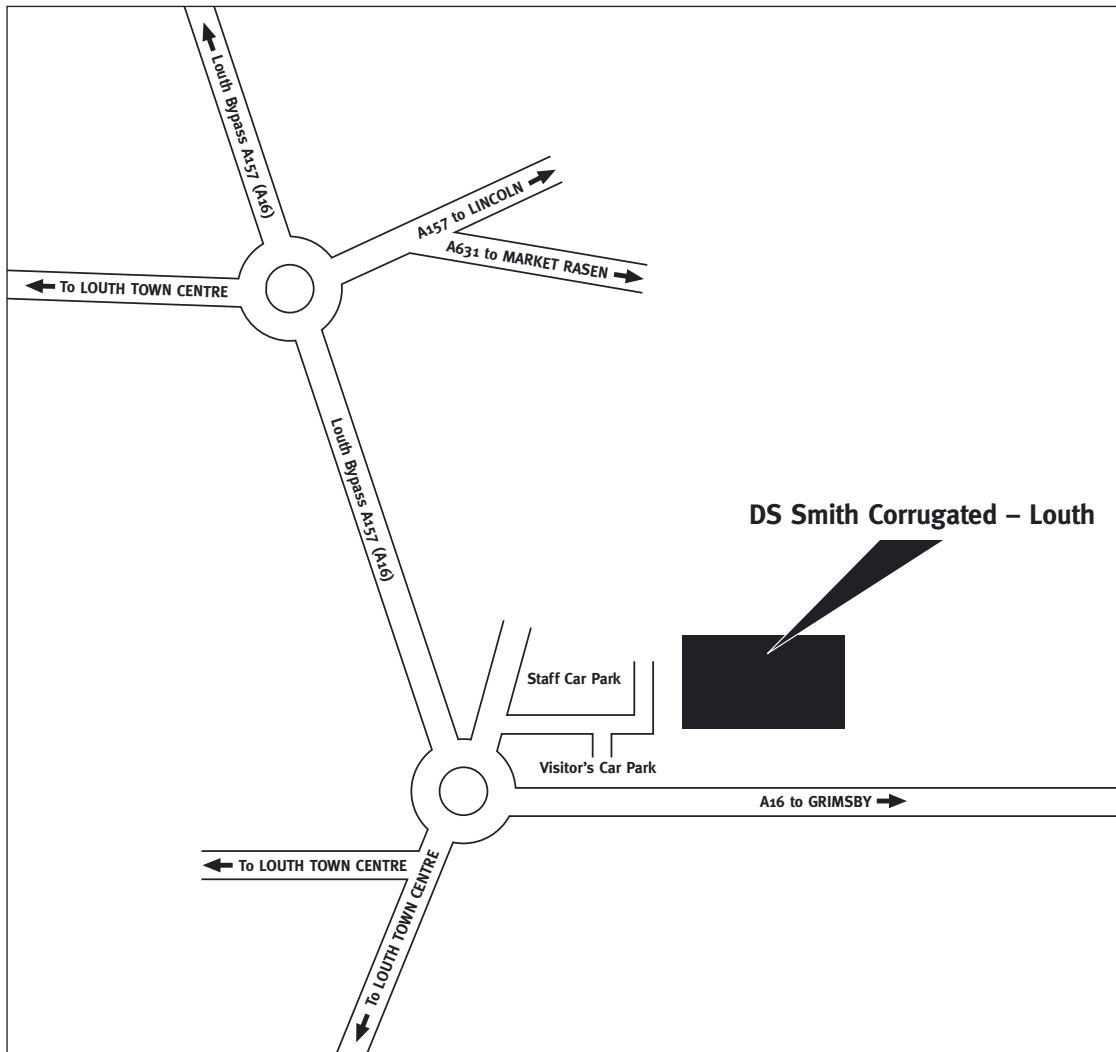 Louth Bypass A157 (A16)
A157 to LINCOLN
A631 to MARKET RASEN
To LOUTH TOWN CENTRE
Louth Bypass A157 (A16)
DS Smith Corrugated – Louth
Staff Car Park
Visitor's Car Park
A16 to GRIMSBY
To LOUTH TOWN CENTRE
To LOUTH TOWN CENTRE